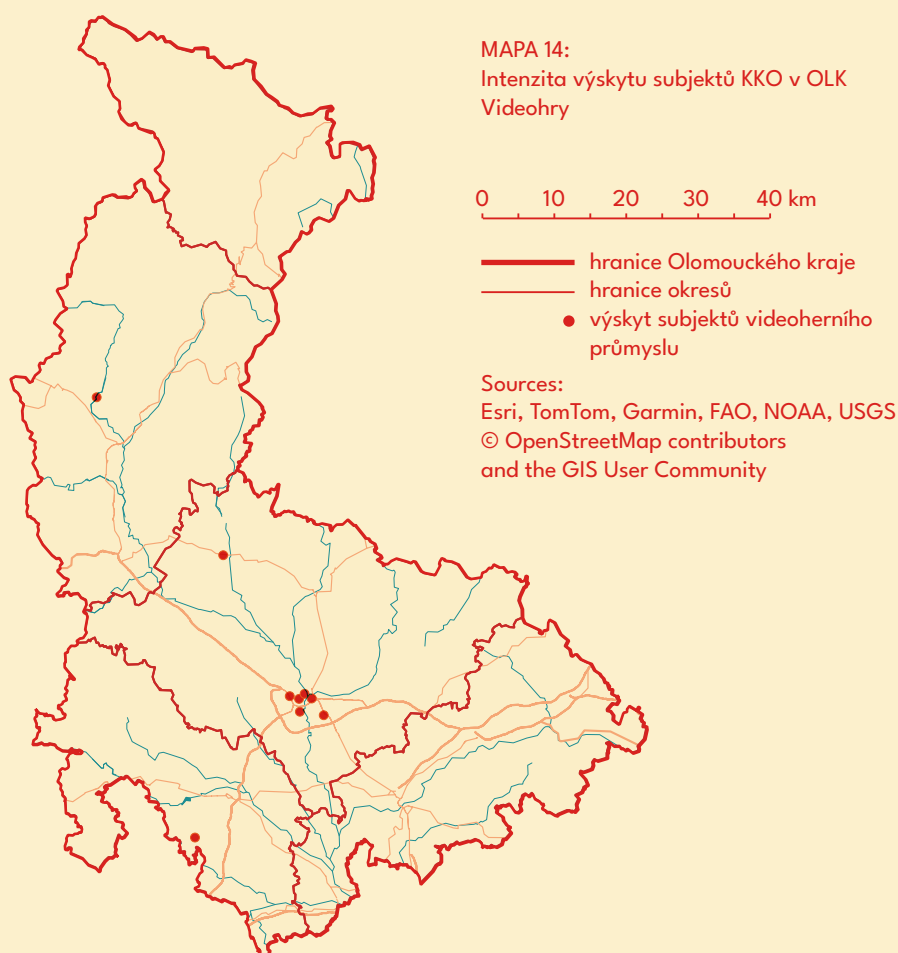 MAPA 14:
Intenzita výskytu subjektů KKO v OLK
Videohry
0 10 20 30 40 km
hranice Olomouckého kraje
hranice okresů
výskyt subjektů videoherního
průmyslu
Sources:
Esri, TomTom, Garmin, FAO, NOAA, USGS
© OpenStreetMap contributors
and the GIS User Community